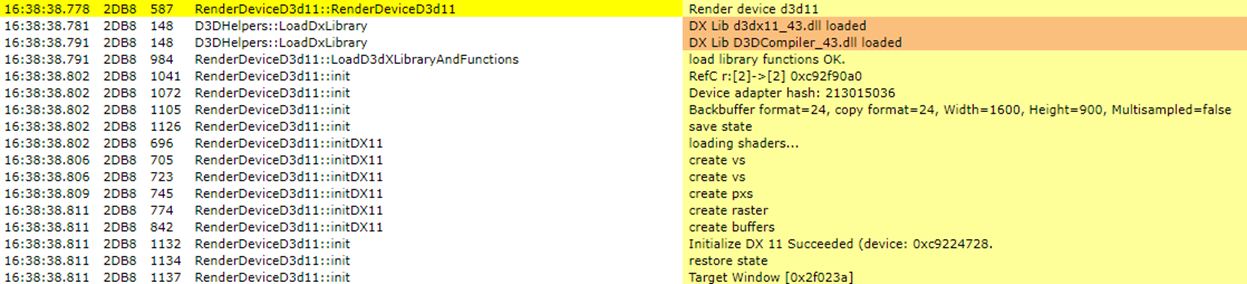 16:38:38.778 2DB8 587 RenderDeviceD3d11::RenderDeviceD3d11 Render device d3d11
16:38:38.781 2DB8 148 D3DHelpers::LoadDxLibrary DX Lib d3dx11_43.dll loaded
16:38:38.791 2DB8 148 D3DHelpers::LoadDxLibrary DX Lib D3DCompiler_43.dll loaded
16:38:38.791 2DB8 984 RenderDeviceD3d11::LoadD3dXLibraryAndFunctions load library functions OK.
16:38:38.802 2DB8 1041 RenderDeviceD3d11::init RefC r:[2]->[2] 0xc92f90a0
16:38:38.802 2DB8 1072 RenderDeviceD3d11::init Device adapter hash: 213015036
16:38:38.802 2DB8 1105 RenderDeviceD3d11::init Backbuffer format=24, copy format=24, Width=1600, Height=900, Multisampled=false
16:38:38.802 2DB8 1126 RenderDeviceD3d11::init save state
16:38:38.802 2DB8 696 RenderDeviceD3d11::initDX11 loading shaders...
16:38:38.806 2DB8 705 RenderDeviceD3d11::initDX11 create vs
16:38:38.806 2DB8 723 RenderDeviceD3d11::initDX11 create vs
16:38:38.809 2DB8 745 RenderDeviceD3d11::initDX11 create pxs
16:38:38.811 2DB8 774 RenderDeviceD3d11::initDX11 create raster
16:38:38.811 2DB8 842 RenderDeviceD3d11::initDX11 create buffers
16:38:38.811 2DB8 1132 RenderDeviceD3d11::init Initialize DX 11 Succeeded (device: 0xc9224728.
16:38:38.811 2DB8 1134 RenderDeviceD3d11::init restore state
16:38:38.811 2DB8 1137 RenderDeviceD3d11::init Target Window [0x2f023a]